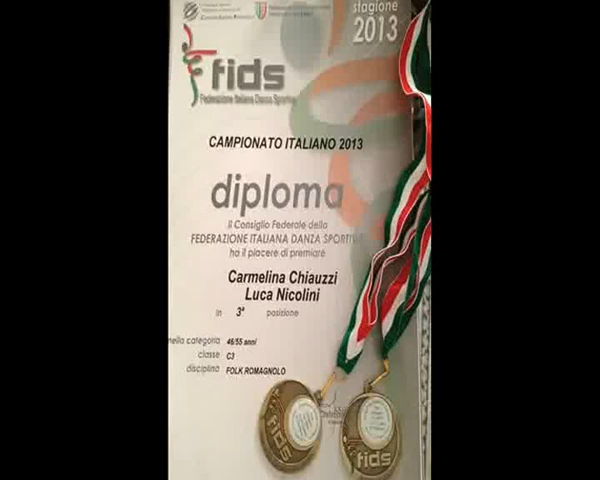 stagione
2013
fids
Federazione Italiana Danza Sportiva
CAMPIONATO ITALIANO 2013
diploma
Il Consiglio Federale della
FEDERAZIONE ITALIANA DANZA SPORTIV
ha il piacere di premiare
Carmelina Chiauzzi
Luca Nicolini
in 3ª posizione
nella categoria 46/55 anni
classe C3
disciplina FOLK ROMAGNOLO
fids
fids